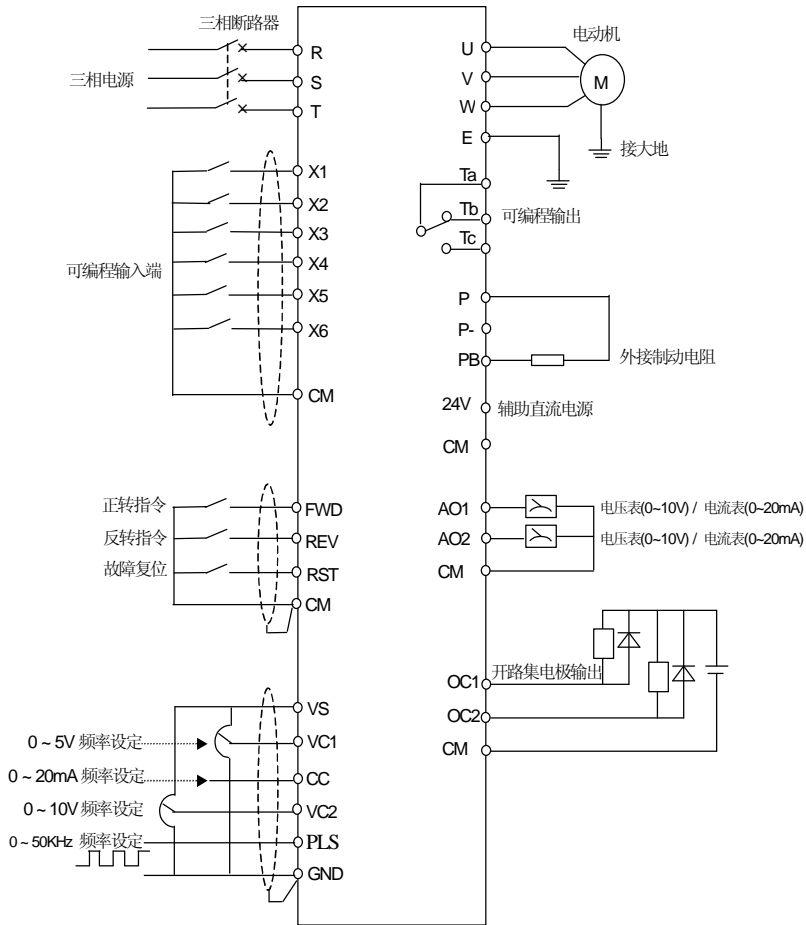 三相断路器
三相电源
R
S
T
可编程输入端
X1
X2
X3
X4
X5
X6
CM
正转指令
反转指令
故障复位
FWD
REV
RST
CM
0 ~ 5V 频率设定
0 ~ 20mA 频率设定
0 ~ 10V 频率设定
0 ~ 50KHz 频率设定
VS
VC1
CC
VC2
PLS
GND
电动机
U
V
W
M
E
接大地
Ta
Tb
Tc
可编程输出
P
P-
PB
外接制动电阻
24V
辅助直流电源
CM
AO1
电压表(0~10V) / 电流表(0~20mA)
AO2
电压表(0~10V) / 电流表(0~20mA)
CM
开路集电极输出
OC1
OC2
CM